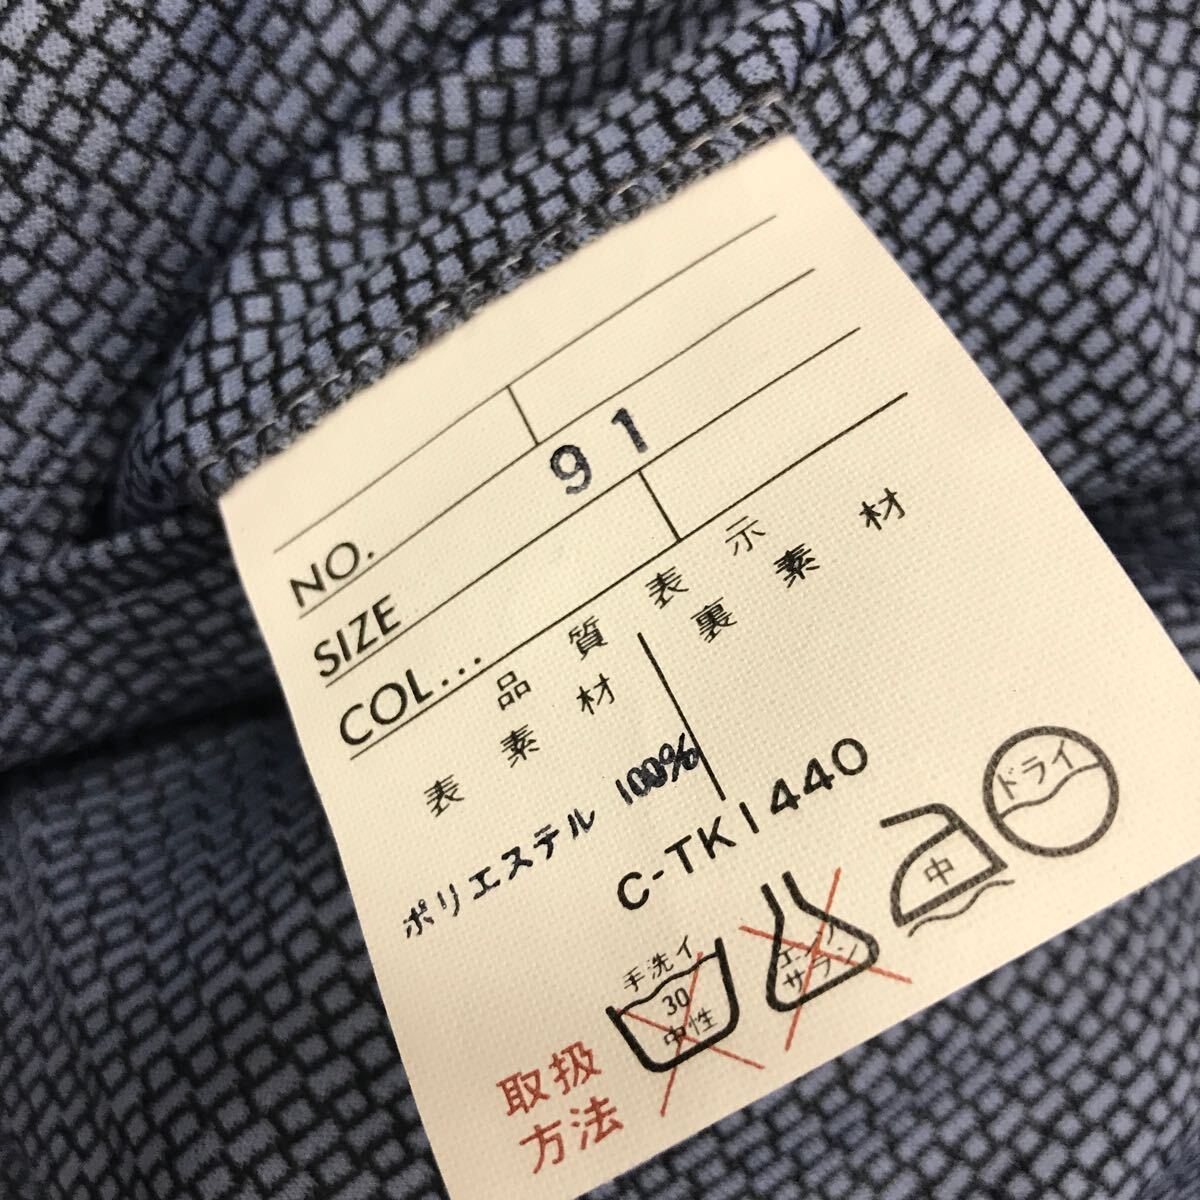 NO.
91
SIZE
COL...
品質表示
表素材
裏素材
ポリエステル 100%
C-TK1440
取扱
方法
手洗イ
30
中性
エンソ
サラシ
中
ドライ